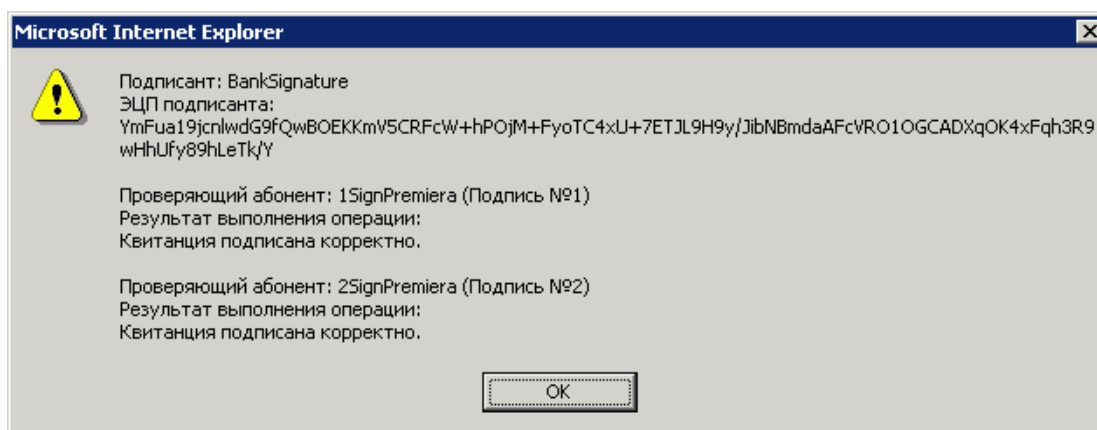 Microsoft Internet Explorer
Подписант: BankSignature
ЭЦП подписанта:
YmFua19jcnlwdG9fQwBOEKKmV5CRFcW+hPOjM+FyoTC4xU+7ETJL9H9y/JibNBmdaAFcVRO1OGCADXqOK4xFqh3R9
wHhUfy89hLeTk/Y
Проверяющий абонент: 1SignPremiera (Подпись №1)
Результат выполнения операции:
Квитанция подписана корректно.
Проверяющий абонент: 2SignPremiera (Подпись №2)
Результат выполнения операции:
Квитанция подписана корректно.
OK